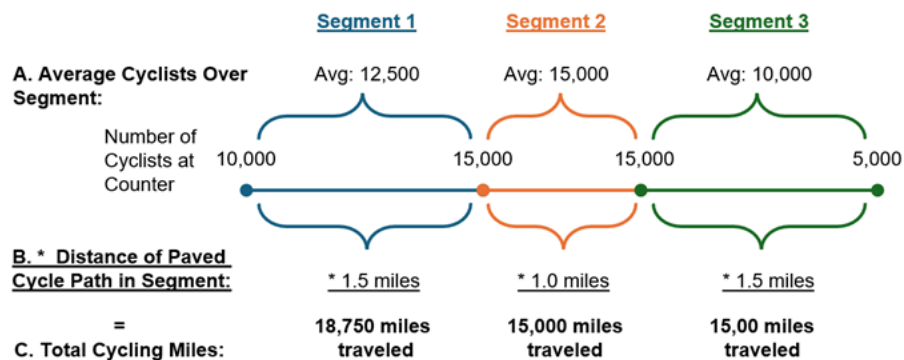 Segment 1 Segment 2 Segment 3
A. Average Cyclists Over
Segment:
Avg: 12,500 Avg: 15,000 Avg: 10,000
Number of
Cyclists at
Counter
10,000 15,000 15,000 5,000
B. * Distance of Paved
Cycle Path in Segment:
* 1.5 miles * 1.0 miles * 1.5 miles
=
C. Total Cycling Miles:
18,750 miles
traveled
15,000 miles
traveled
15,00 miles
traveled